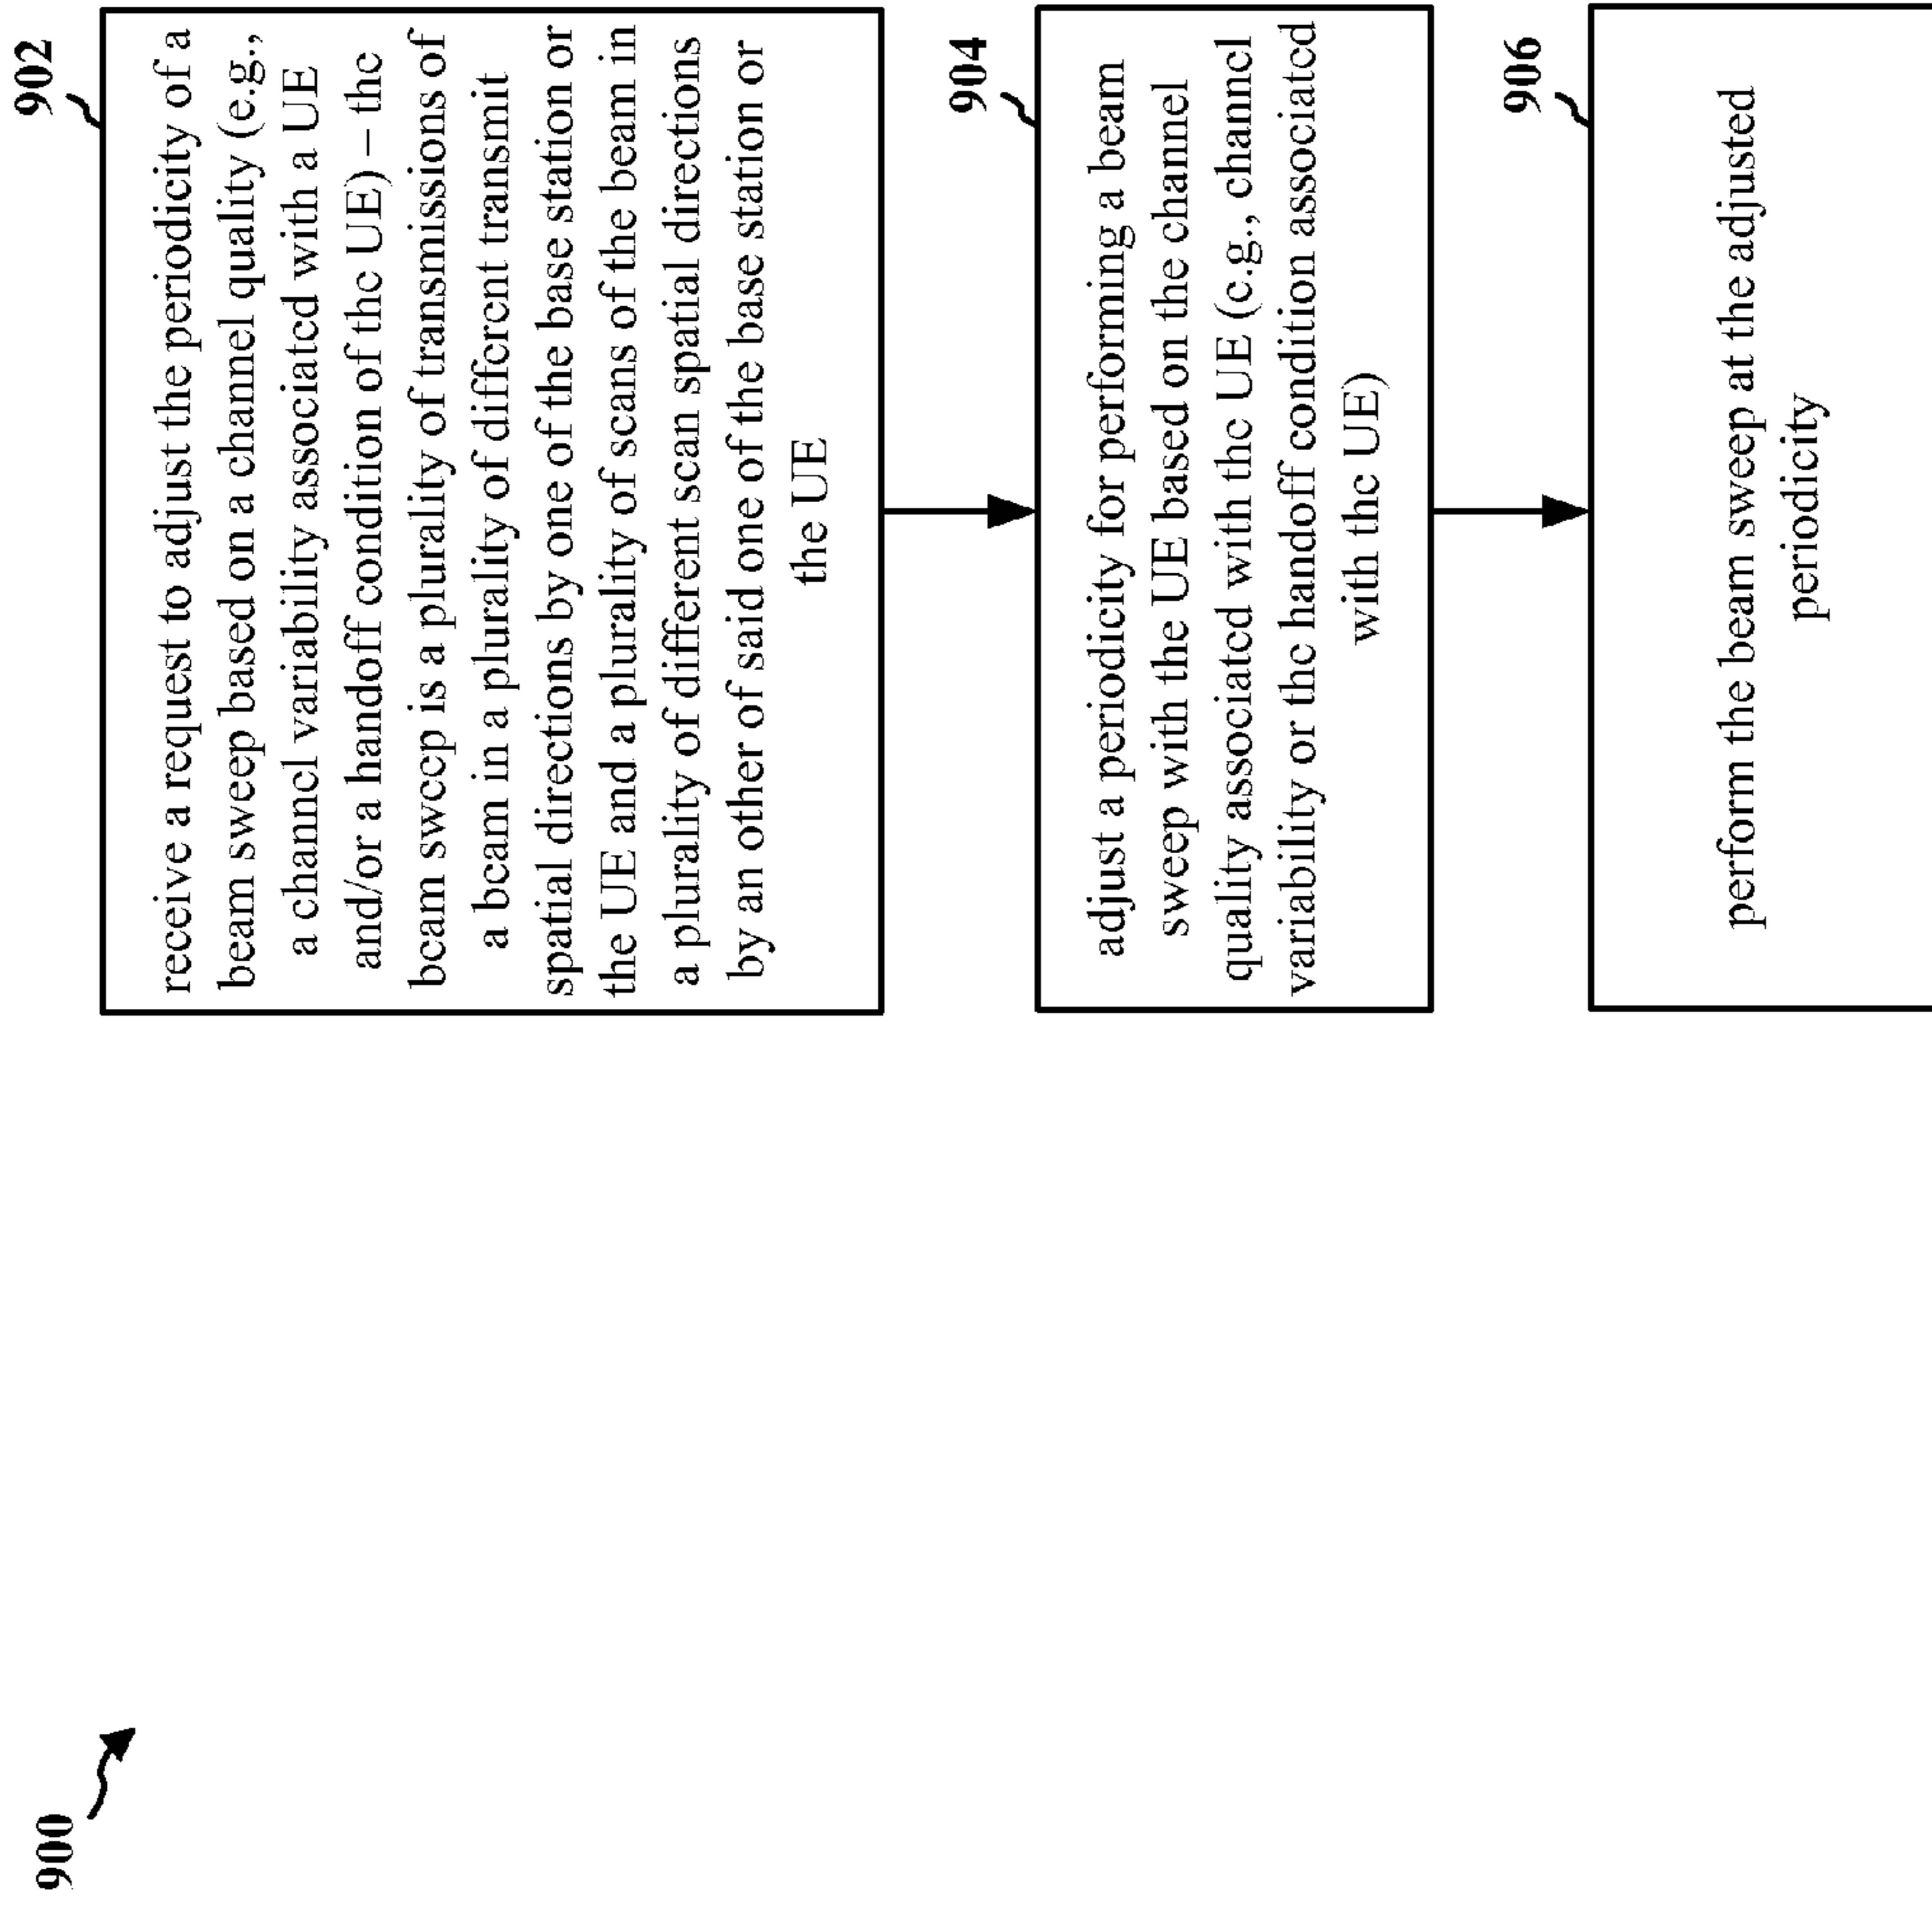 900
902
receive a request to adjust the periodicity of a
beam sweep based on a channel quality (e.g.,
a channel variability associated with a UE
and/or a handoff condition of the UE) – the
beam sweep is a plurality of transmissions of
a beam in a plurality of different transmit
spatial directions by one of the base station or
the UE and a plurality of scans of the beam in
a plurality of different scan spatial directions
by an other of said one of the base station or
the UE
904
adjust a periodicity for performing a beam
sweep with the UE based on the channel
quality associated with the UE (e.g., channel
variability or the handoff condition associated
with the UE)
906
perform the beam sweep at the adjusted
periodicity